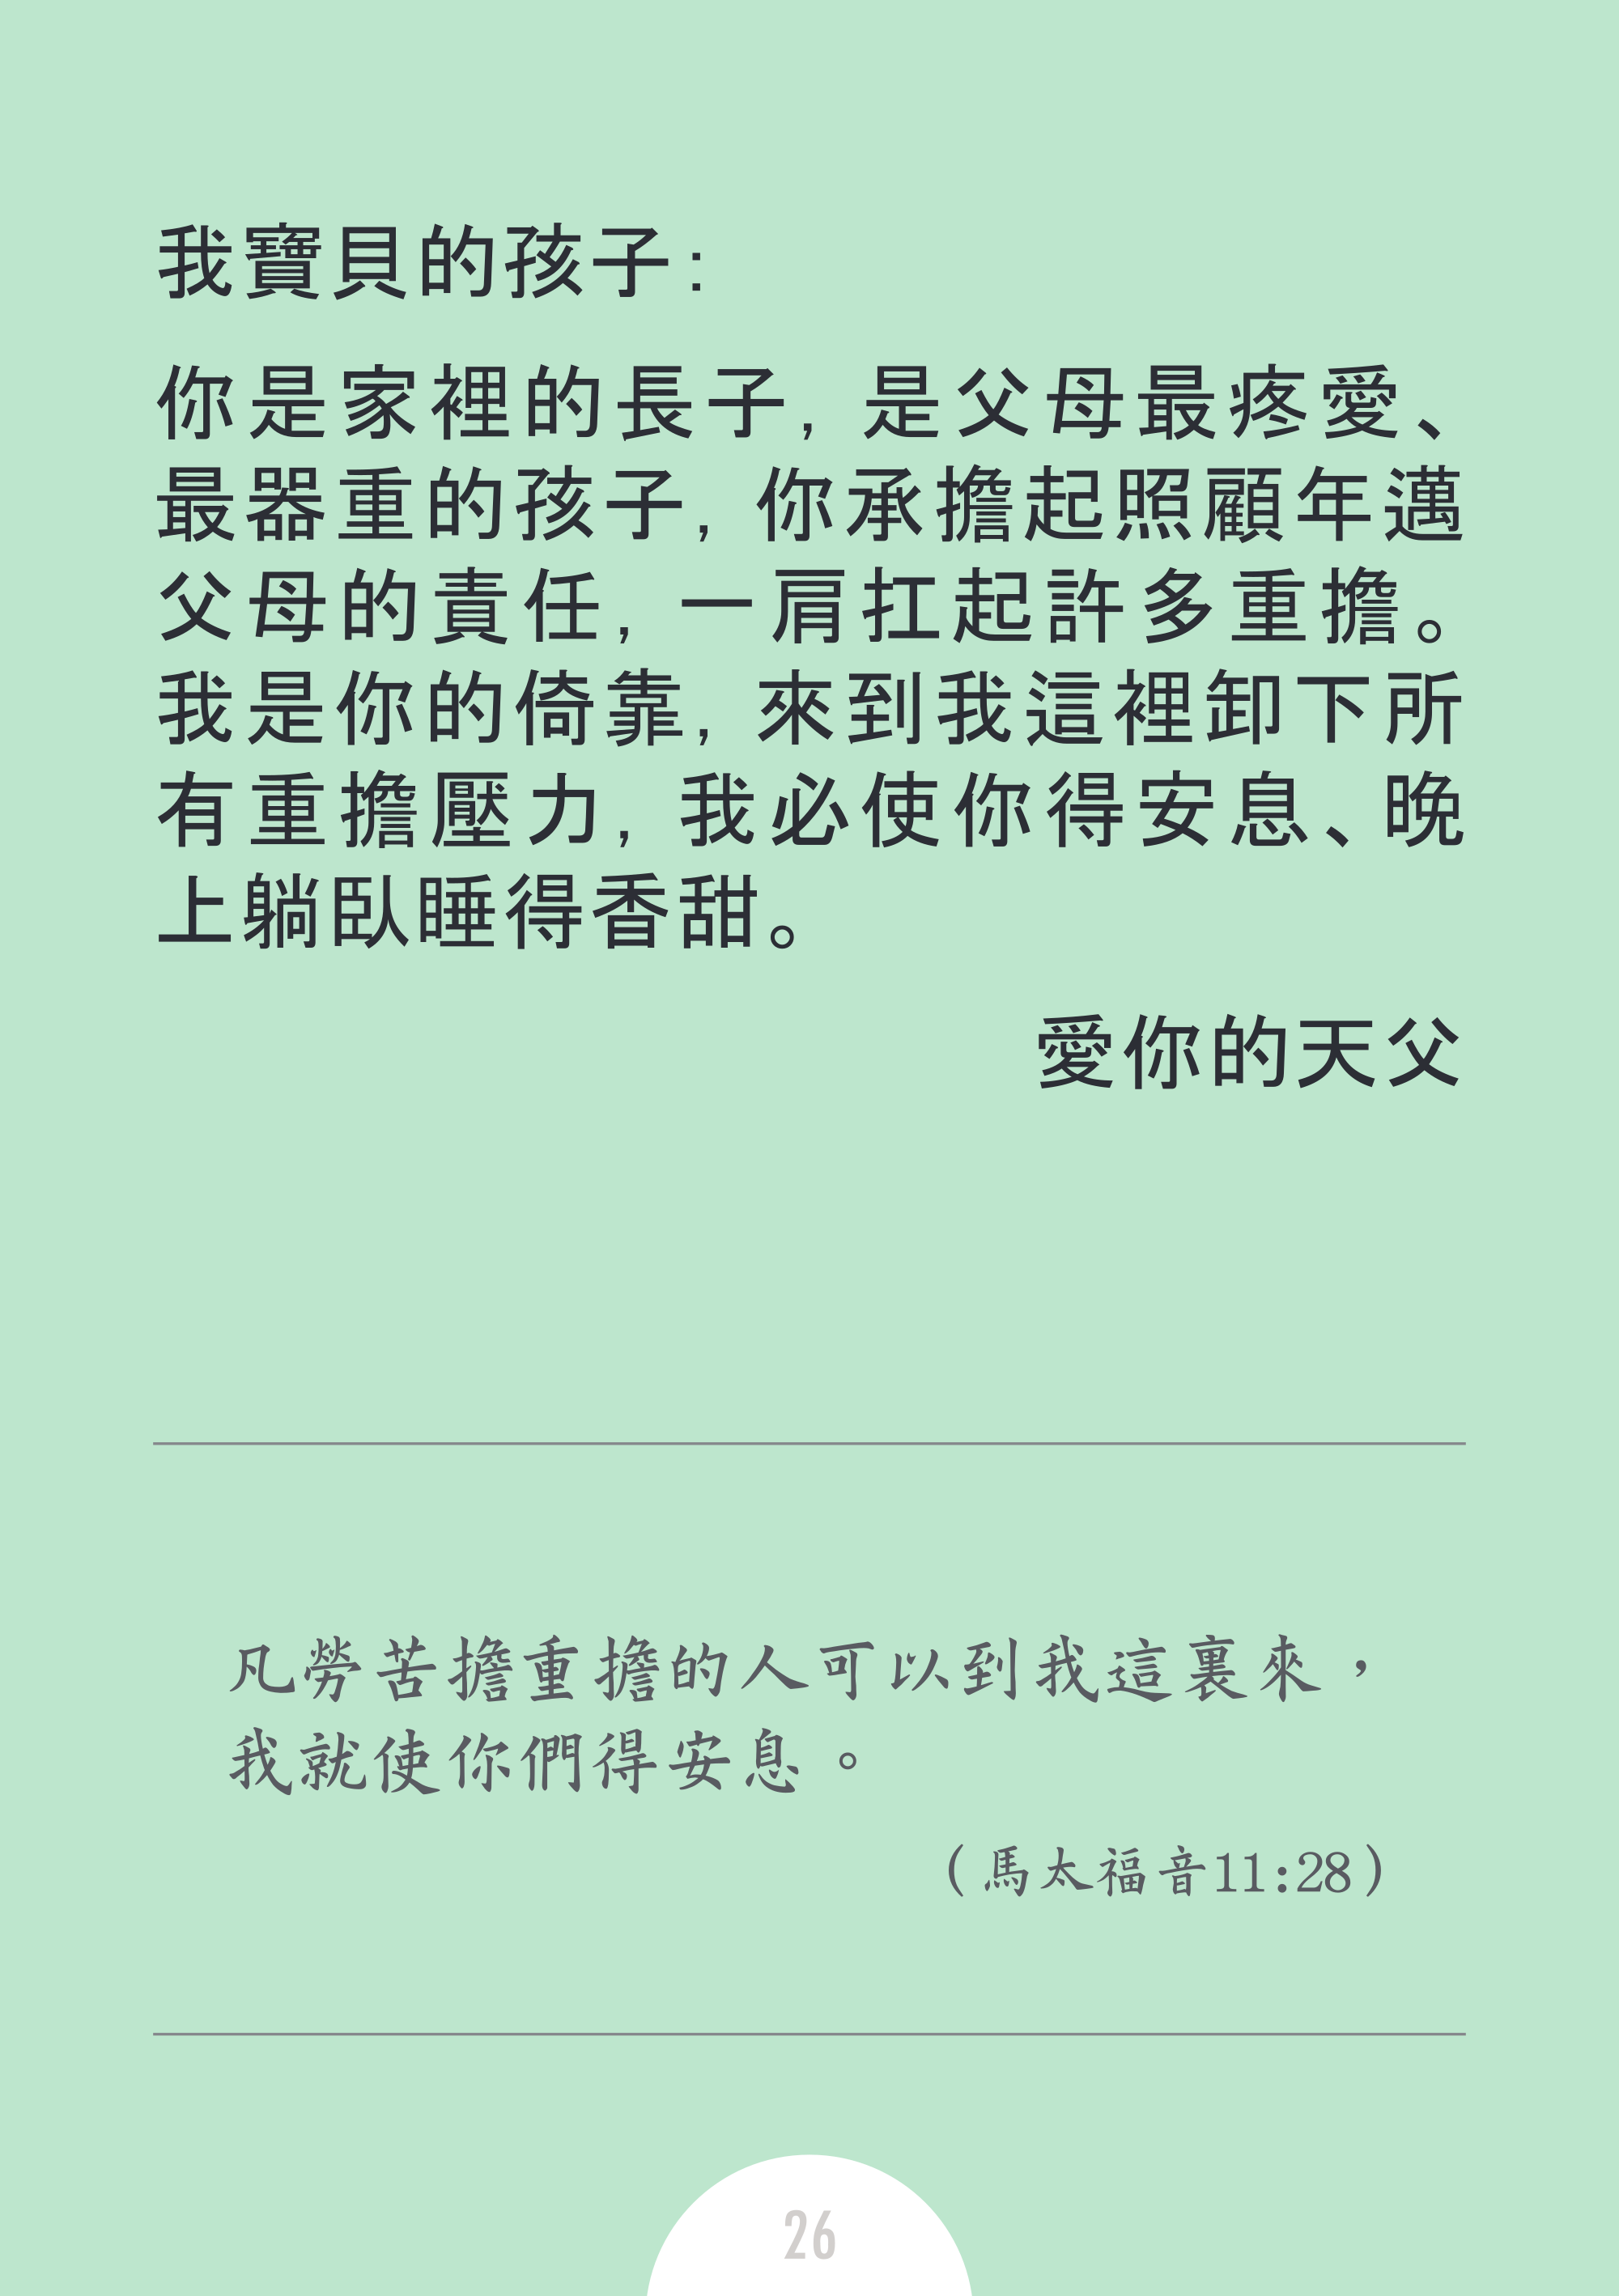 我寶貝的孩子：
你是家裡的長子，是父母最疼愛、
最器重的孩子，你承擔起照顧年邁
父母的責任，一肩扛起許多重擔。
我是你的倚靠，來到我這裡卸下所
有重擔壓力，我必使你得安息、晚
上躺臥睡得香甜。
愛你的天父
凡勞苦擔重擔的人可以到我這裏來，
我就使你們得安息。
（馬太福音11:28）
26